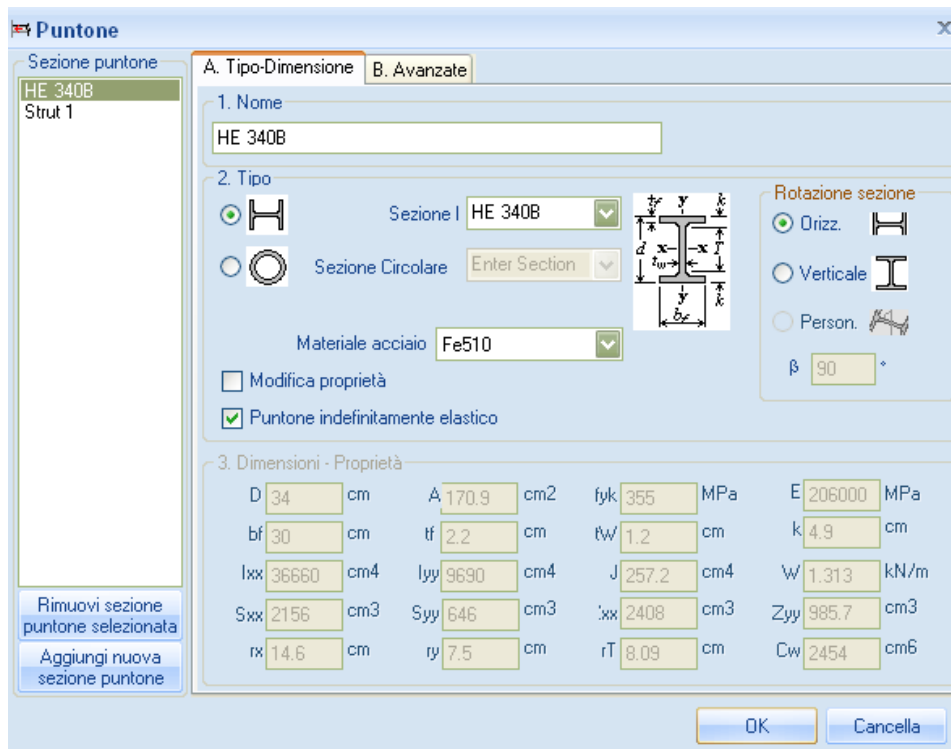 Puntone
Sezione puntone
HE 340B
Strut 1
Rimuovi sezione
puntone selezionata
Aggiungi nuova
sezione puntone
A. Tipo-Dimensione B. Avanzate
1. Nome
HE 340B
2. Tipo
Sezione I HE 340B
Sezione Circolare Enter Section
Materiale acciaio Fe510
Modifica proprietà
Puntone indefinitamente elastico
tf y k
d x x T
tw
y k
bf
Rotazione sezione
Orizz.
Verticale
Person.
β 90 °
3. Dimensioni - Proprietà
D 34 cm A 170.9 cm2 fyk 355 MPa E 206000 MPa
bf 30 cm tf 2.2 cm tW 1.2 cm k 4.9 cm
Ixx 36660 cm4 Iyy 9690 cm4 J 257.2 cm4 W 1.313 kN/m
Sxx 2156 cm3 Syy 646 cm3 xx 2408 cm3 Zyy 985.7 cm3
rx 14.6 cm ry 7.5 cm rT 8.09 cm Cw 2454 cm6
OK Cancella